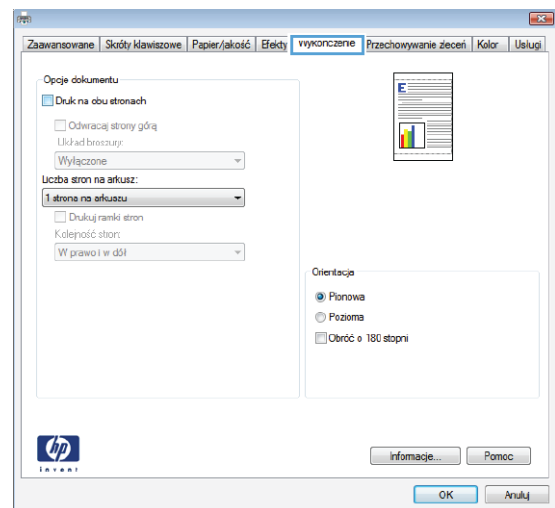 Zaawansowane Skróty klawiszowe Papier/jakość Efekty Wykończenie Przechowywanie zleceń Kolor Usługi
Opcje dokumentu
Druk na obu stronach
Odwracaj strony górą
Układ broszury:
Wyłączone
Liczba stron na arkusz:
1 strona na arkuszu
Drukuj ramki stron
Kolejność stron:
W prawo i w dół
E
Orientacja
Pionowa
Pozioma
Obróć o 180 stopni
hp
invent
Informacje... Pomoc
OK Anuluj